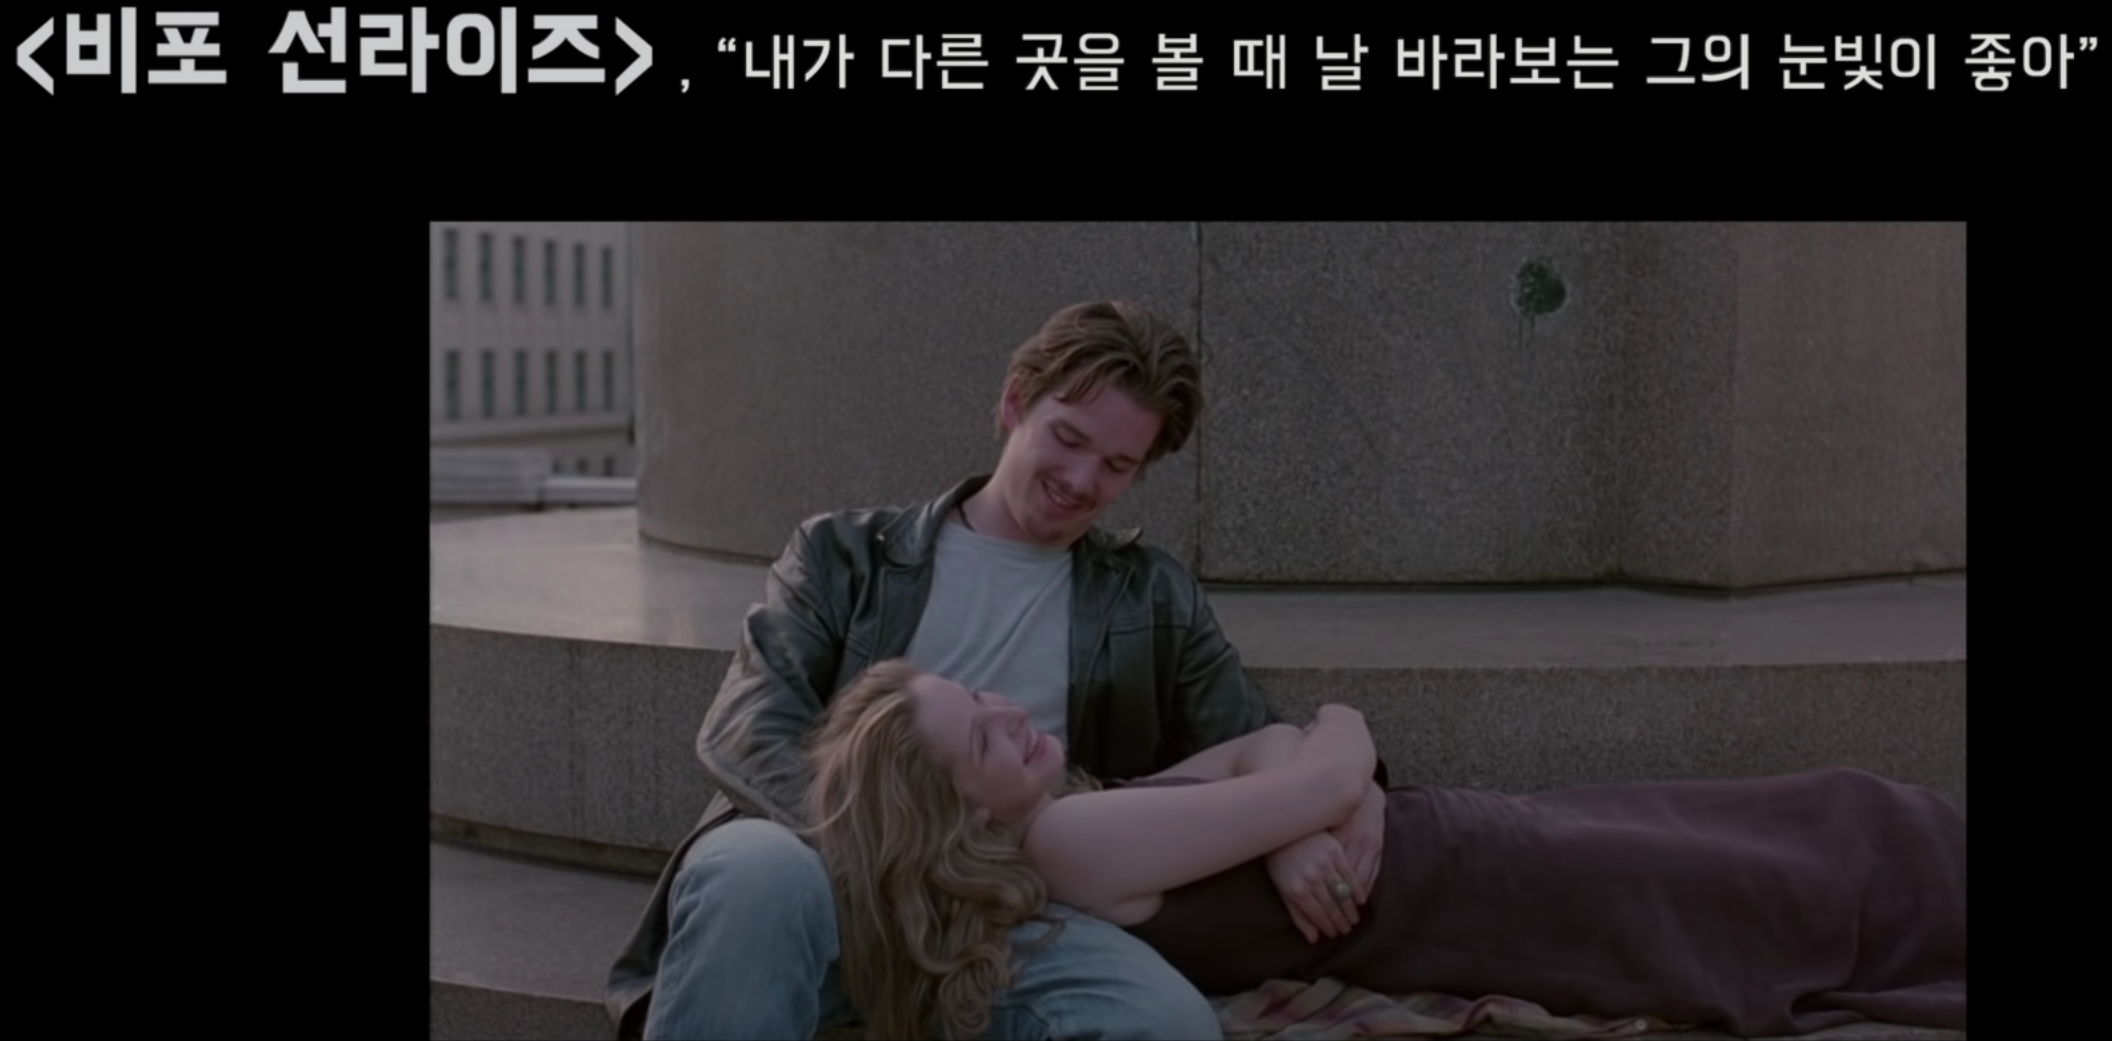 <비포 선라이즈>, “내가 다른 곳을 볼 때 날 바라보는 그의 눈빛이 좋아”